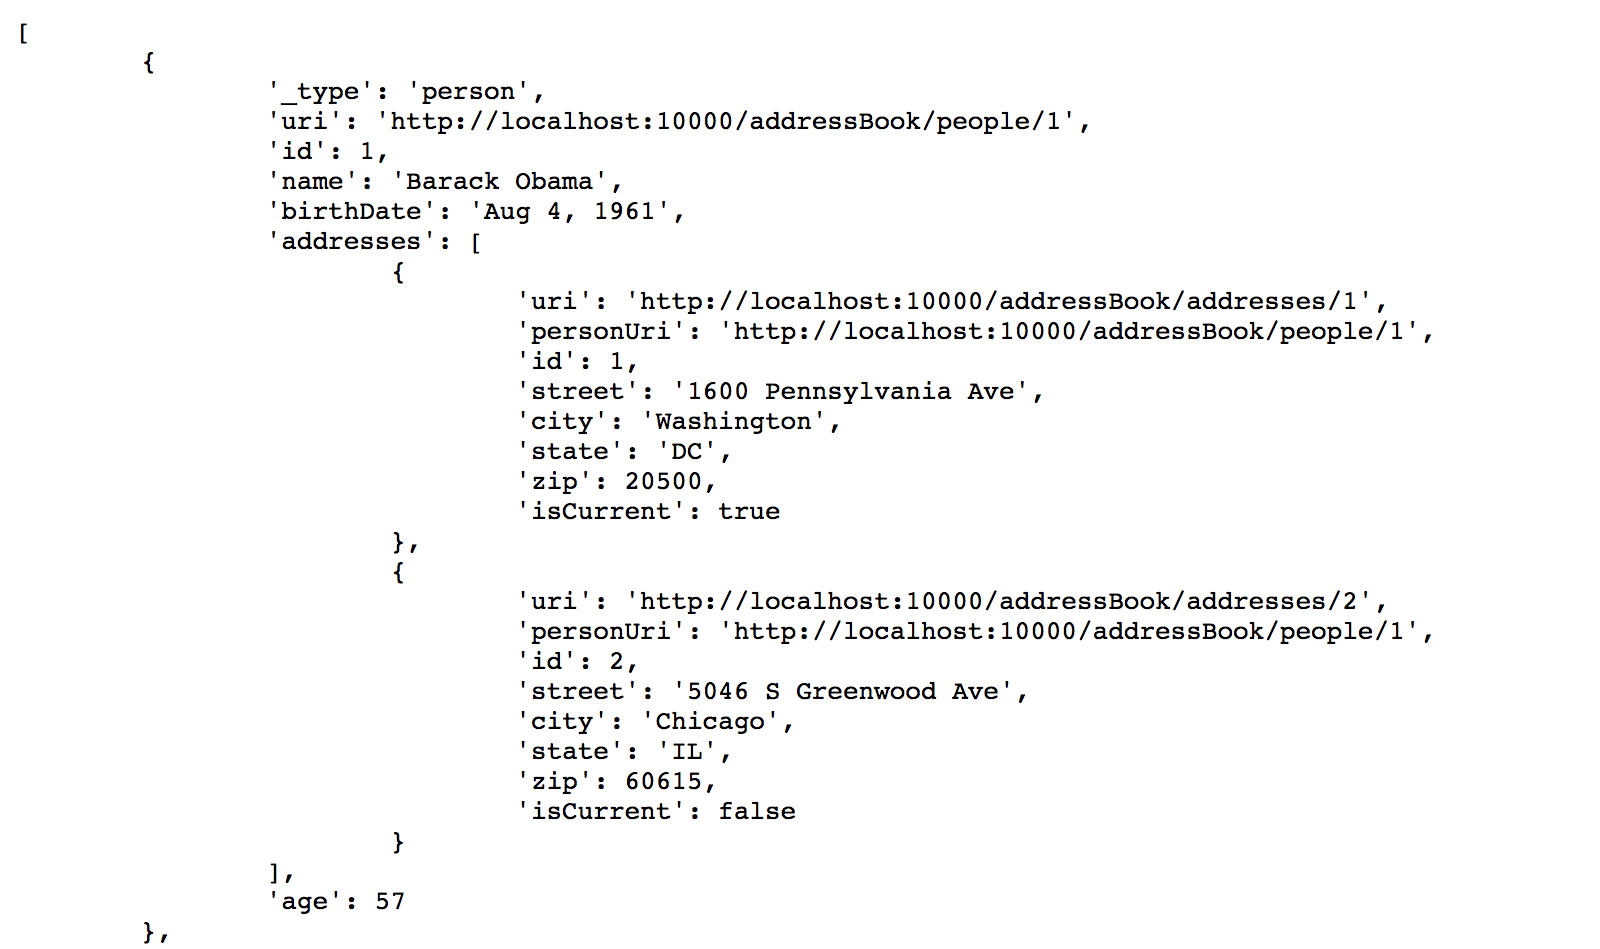 [
{
'_type': 'person',
'uri': 'http://localhost:10000/addressBook/people/1',
'id': 1,
'name': 'Barack Obama',
'birthDate': 'Aug 4, 1961',
'addresses': [
{
'uri': 'http://localhost:10000/addressBook/addresses/1',
'personUri': 'http://localhost:10000/addressBook/people/1',
'id': 1,
'street': '1600 Pennsylvania Ave',
'city': 'Washington',
'state': 'DC',
'zip': 20500,
'isCurrent': true
},
{
'uri': 'http://localhost:10000/addressBook/addresses/2',
'personUri': 'http://localhost:10000/addressBook/people/1',
'id': 2,
'street': '5046 S Greenwood Ave',
'city': 'Chicago',
'state': 'IL',
'zip': 60615,
'isCurrent': false
}
],
'age': 57
},